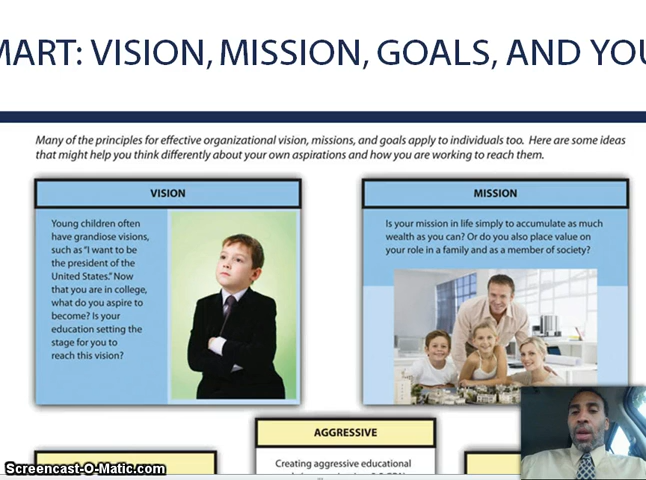 MART: VISION, MISSION, GOALS, AND YOU
Many of the principles for effective organizational vision, missions, and goals apply to individuals too. Here are some ideas
that might help you think differently about your own aspirations and how you are working to reach them.
VISION
Young children often
have grandiose visions,
such as "I want to be
the president of the
United States." Now
that you are in college,
what do you aspire to
become? Is your
education setting the
stage for you to
reach this vision?
MISSION
Is your mission in life simply to accumulate as much
wealth as you can? Or do you also place value on
your role in a family and as a member of society?
AGGRESSIVE
Creating aggressive educational
Screencast-O-Matic.com